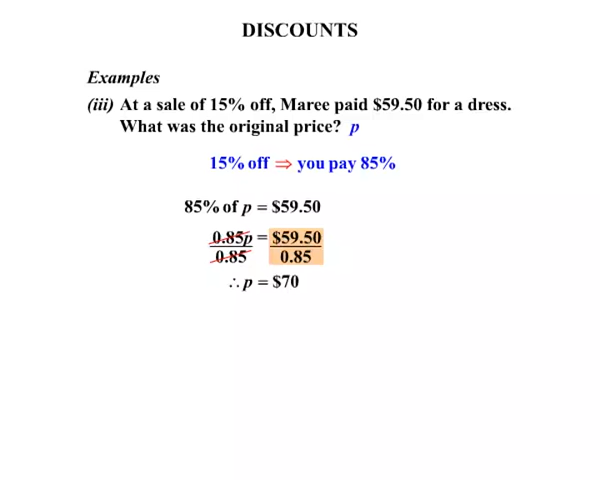 DISCOUNTS
Examples
(iii) At a sale of 15% off, Maree paid $59.50 for a dress.
What was the original price? p
15% off ⇒ you pay 85%
85% of p = $59.50
0.85p = $59.50
0.85 0.85
∴ p = $70